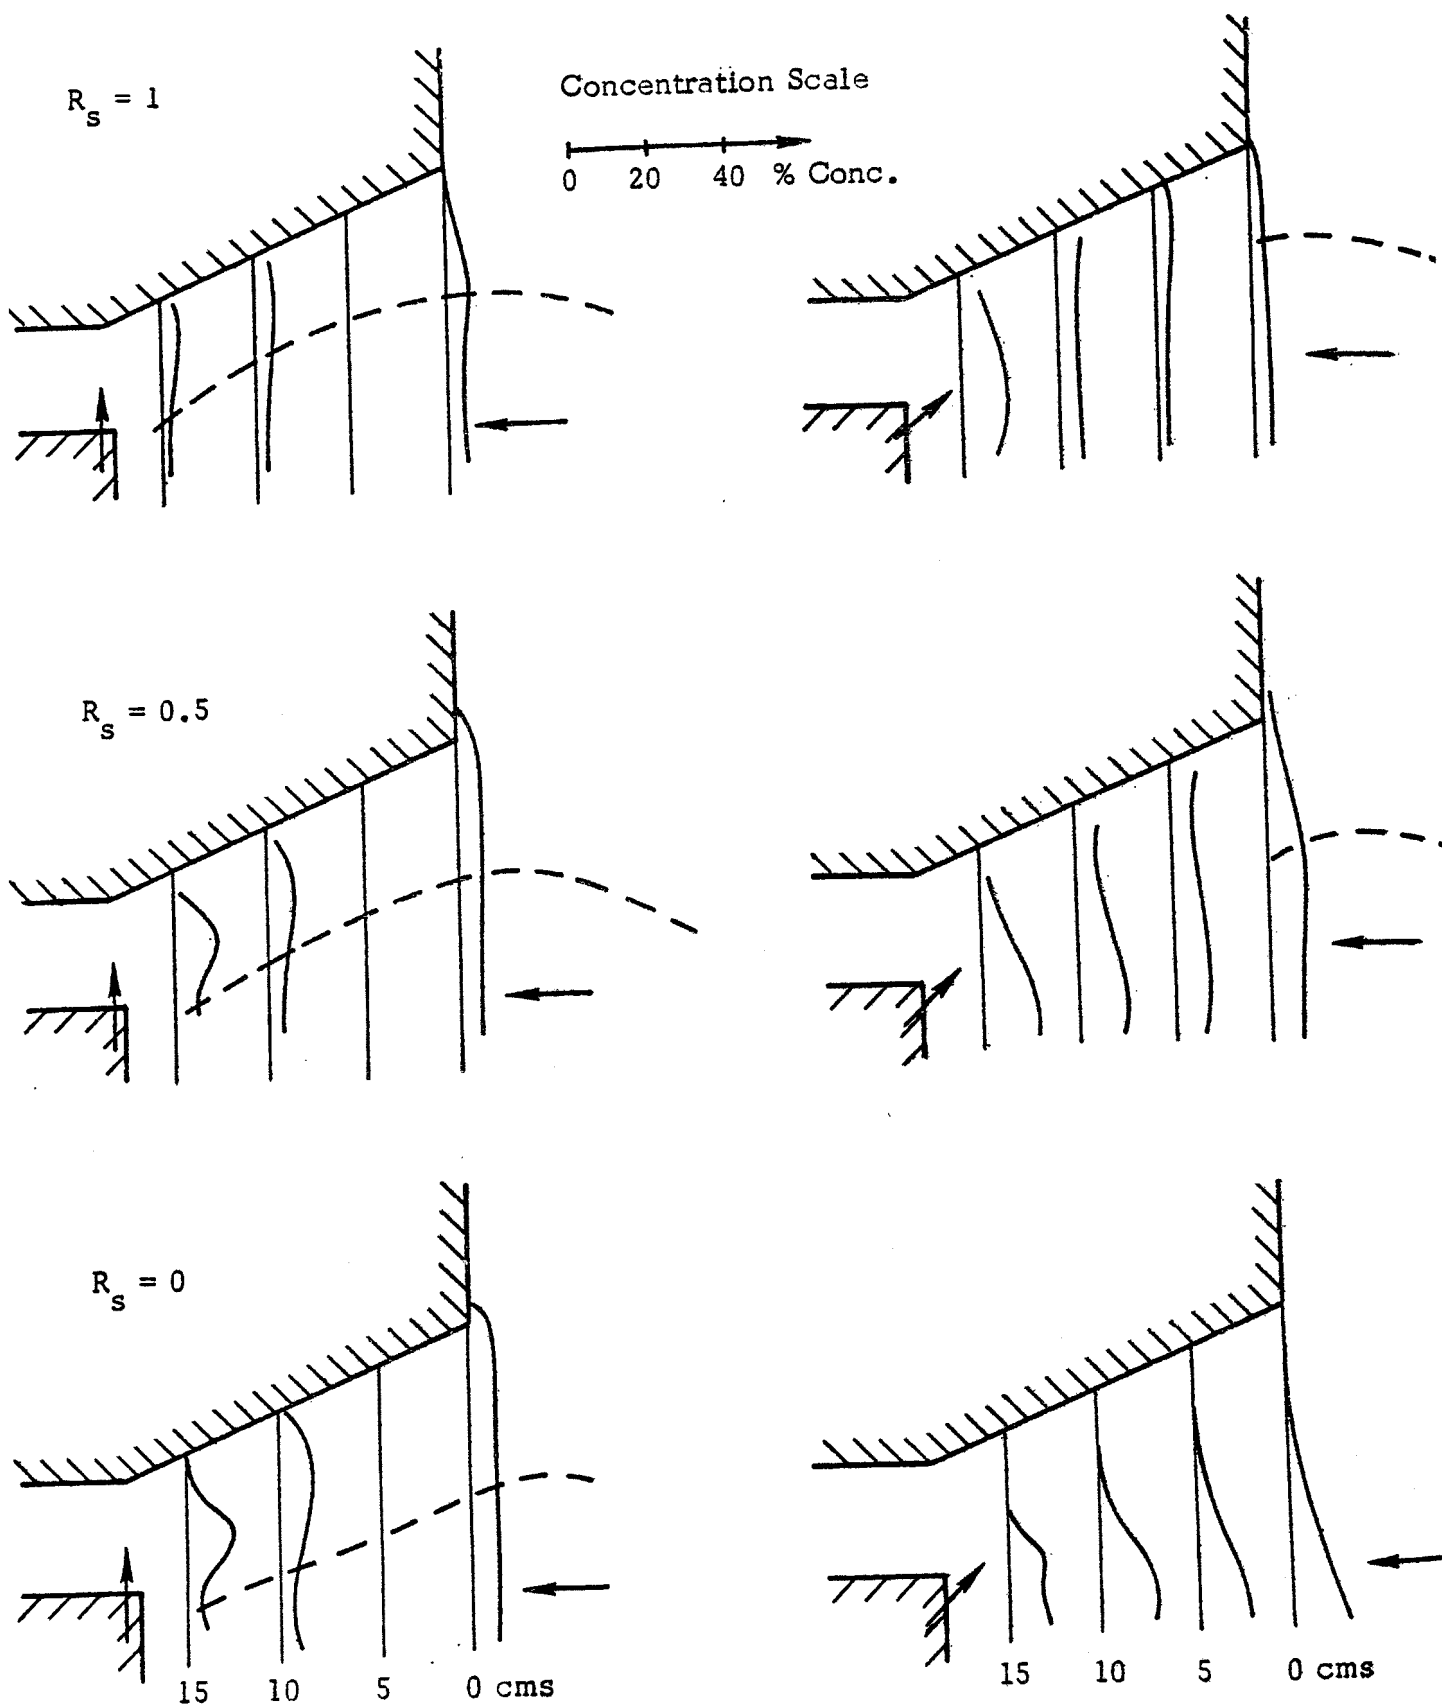 R_s = 1
Concentration Scale
0 20 40 % Conc.
R_s = 0.5
R_s = 0
15 10 5 0 cms
15 10 5 0 cms